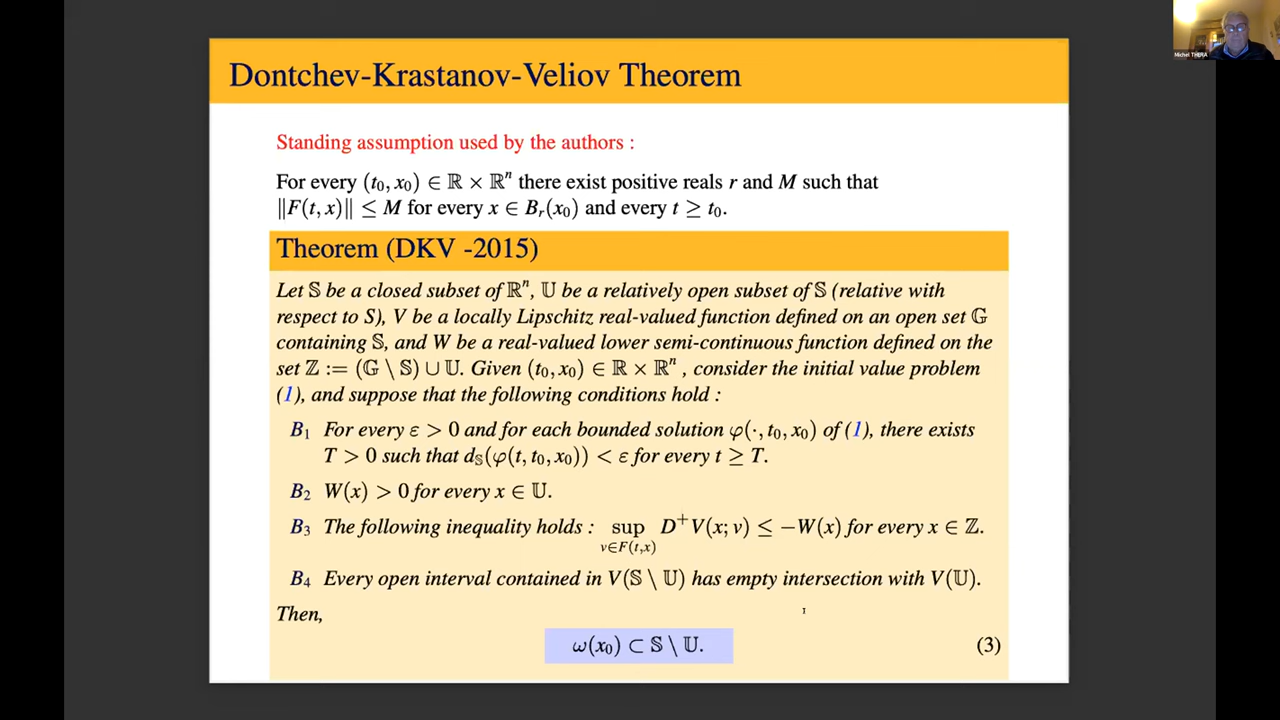 Dontchev-Krastanov-Veliov Theorem
Michel THERA
Standing assumption used by the authors :
For every (t₀, x₀) ∈ ℝ × ℝⁿ there exist positive reals r and M such that
‖F(t, x)‖ ≤ M for every x ∈ Bᵣ(x₀) and every t ≥ t₀.
Theorem (DKV -2015)
Let 𝕊 be a closed subset of ℝⁿ, 𝕌 be a relatively open subset of 𝕊 (relative with
respect to S), V be a locally Lipschitz real-valued function defined on an open set 𝔾
containing 𝕊, and W be a real-valued lower semi-continuous function defined on the
set ℤ := (𝔾 \ 𝕊) ∪ 𝕌. Given (t₀, x₀) ∈ ℝ × ℝⁿ , consider the initial value problem
(1), and suppose that the following conditions hold :
B₁ For every ε > 0 and for each bounded solution φ(·, t₀, x₀) of (1), there exists
T > 0 such that d𝕊(φ(t, t₀, x₀)) < ε for every t ≥ T.
B₂ W(x) > 0 for every x ∈ 𝕌.
B₃ The following inequality holds : sup D⁺V(x; v) ≤ −W(x) for every x ∈ ℤ.
v∈F(t,x)
B₄ Every open interval contained in V(𝕊 \ 𝕌) has empty intersection with V(𝕌).
Then,
ω(x₀) ⊂ 𝕊 \ 𝕌. (3)